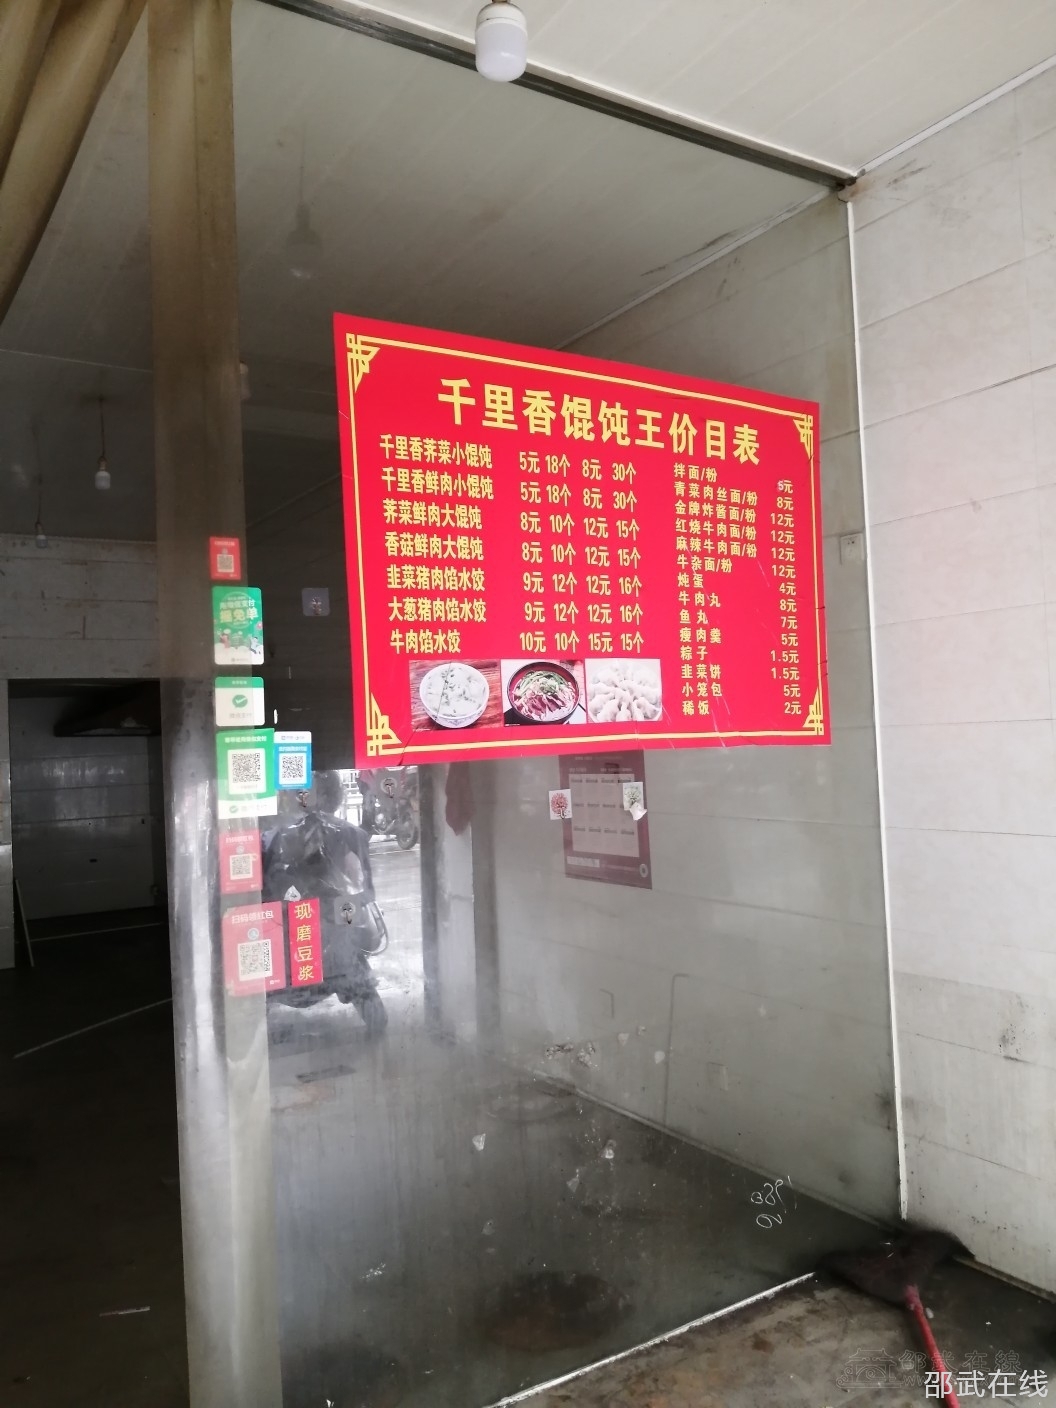 千里香馄饨王价目表
千里香荠菜小馄饨 5元 18个 8元 30个
千里香鲜肉小馄饨 5元 18个 8元 30个
荠菜鲜肉大馄饨 8元 10个 12元 15个
香菇鲜肉大馄饨 8元 10个 12元 15个
韭菜猪肉馅水饺 9元 12个 12元 16个
大葱猪肉馅水饺 9元 12个 12元 16个
牛肉馅水饺 10元 10个 15元 15个
拌面/粉 5元
青菜肉丝面/粉 8元
金牌炸酱面/粉 12元
红烧牛肉面/粉 12元
麻辣牛肉面/粉 12元
牛杂面/粉 12元
炖蛋 4元
牛肉丸 8元
鱼丸 7元
瘦肉羹 5元
粽子 1.5元
韭菜饼 1.5元
小笼包 5元
稀饭 2元
扫码领红包
现磨豆浆
邵武在線
邵武在线